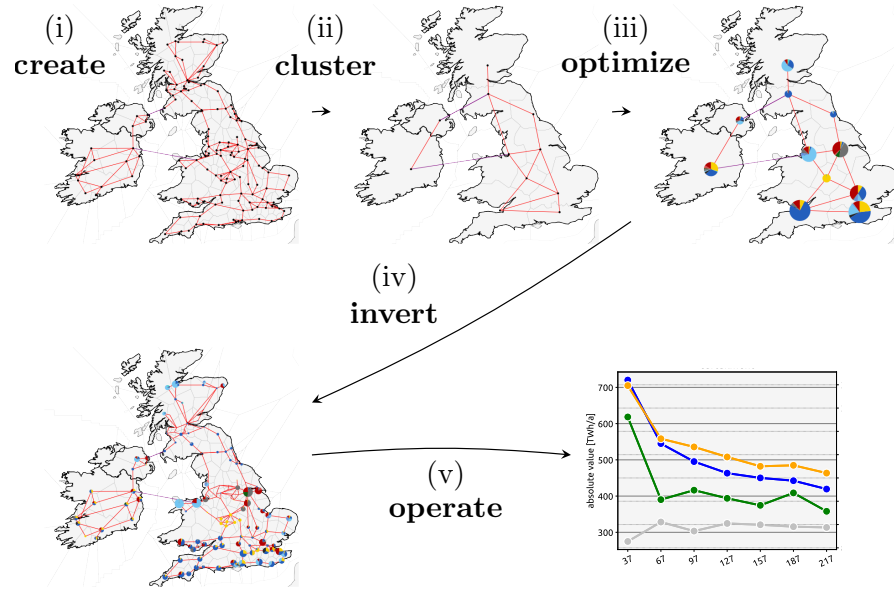 (i)
create
(ii)
cluster
(iii)
optimize
(iv)
invert
(v)
operate
absolute value [TWh/a]
700
600
500
400
300
37
67
97
127
157
187
217